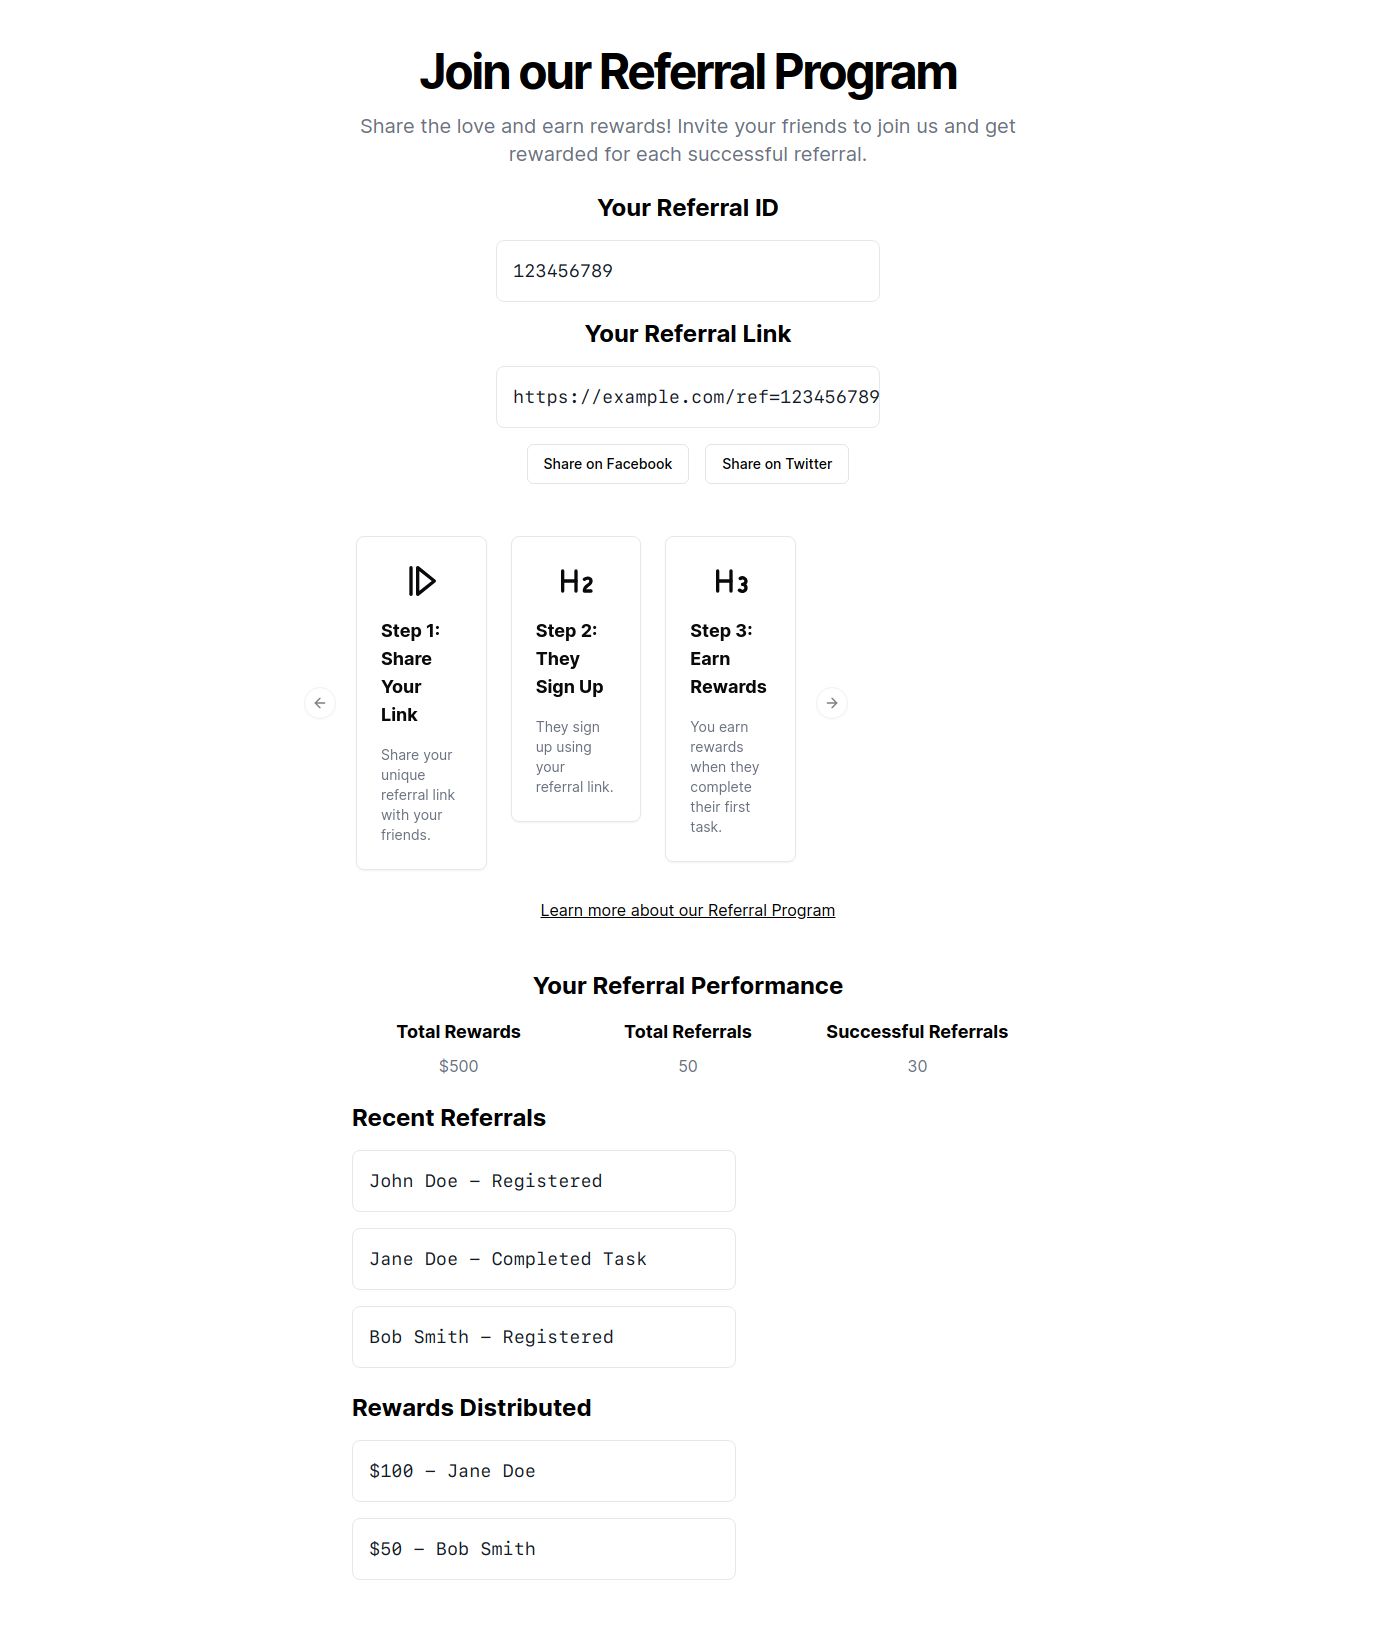 Join our Referral Program
Share the love and earn rewards! Invite your friends to join us and get
rewarded for each successful referral.
Your Referral ID
123456789
Your Referral Link
https://example.com/ref=123456789
Share on Facebook
Share on Twitter
Step 1:
Share
Your
Link
Share your
unique
referral link
with your
friends.
H2
Step 2:
They
Sign Up
They sign
up using
your
referral link.
H3
Step 3:
Earn
Rewards
You earn
rewards
when they
complete
their first
task.
Learn more about our Referral Program
Your Referral Performance
Total Rewards
$500
Total Referrals
50
Successful Referrals
30
Recent Referrals
John Doe – Registered
Jane Doe – Completed Task
Bob Smith – Registered
Rewards Distributed
$100 – Jane Doe
$50 – Bob Smith